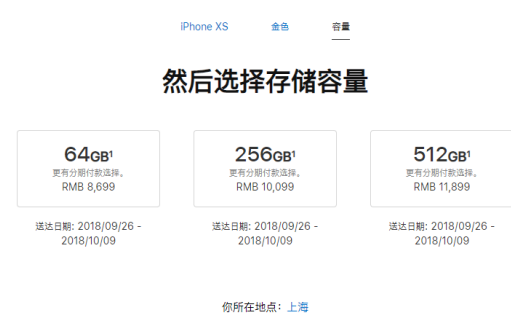 iPhone XS 金色 容量
然后选择存储容量
64GB¹ 256GB¹ 512GB¹
更有分期付款选择。 更有分期付款选择。 更有分期付款选择。
RMB 8,699 RMB 10,099 RMB 11,899
送达日期: 2018/09/26 - 送达日期: 2018/09/26 - 送达日期: 2018/09/26 -
2018/10/09 2018/10/09 2018/10/09
你所在地点：上海